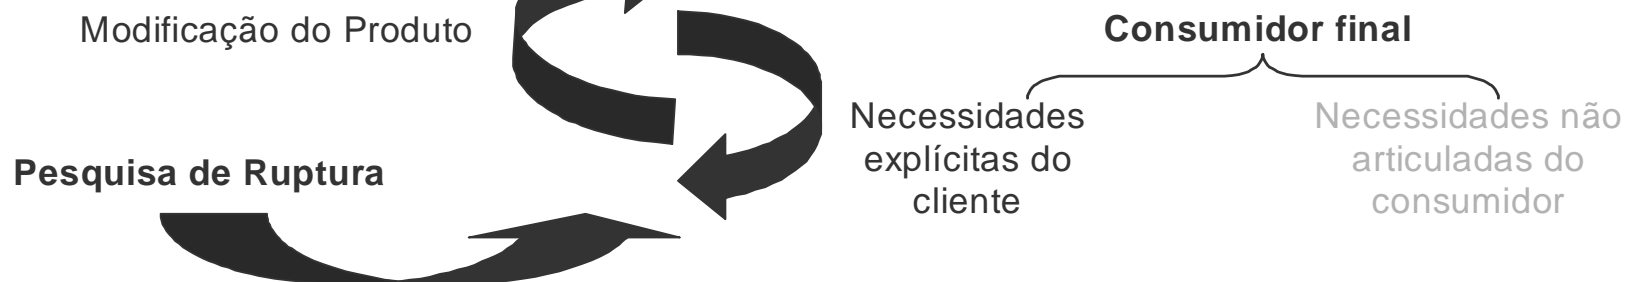 Modificação do Produto
Pesquisa de Ruptura
Consumidor final
Necessidades
explícitas do
cliente
Necessidades não
articuladas do
consumidor